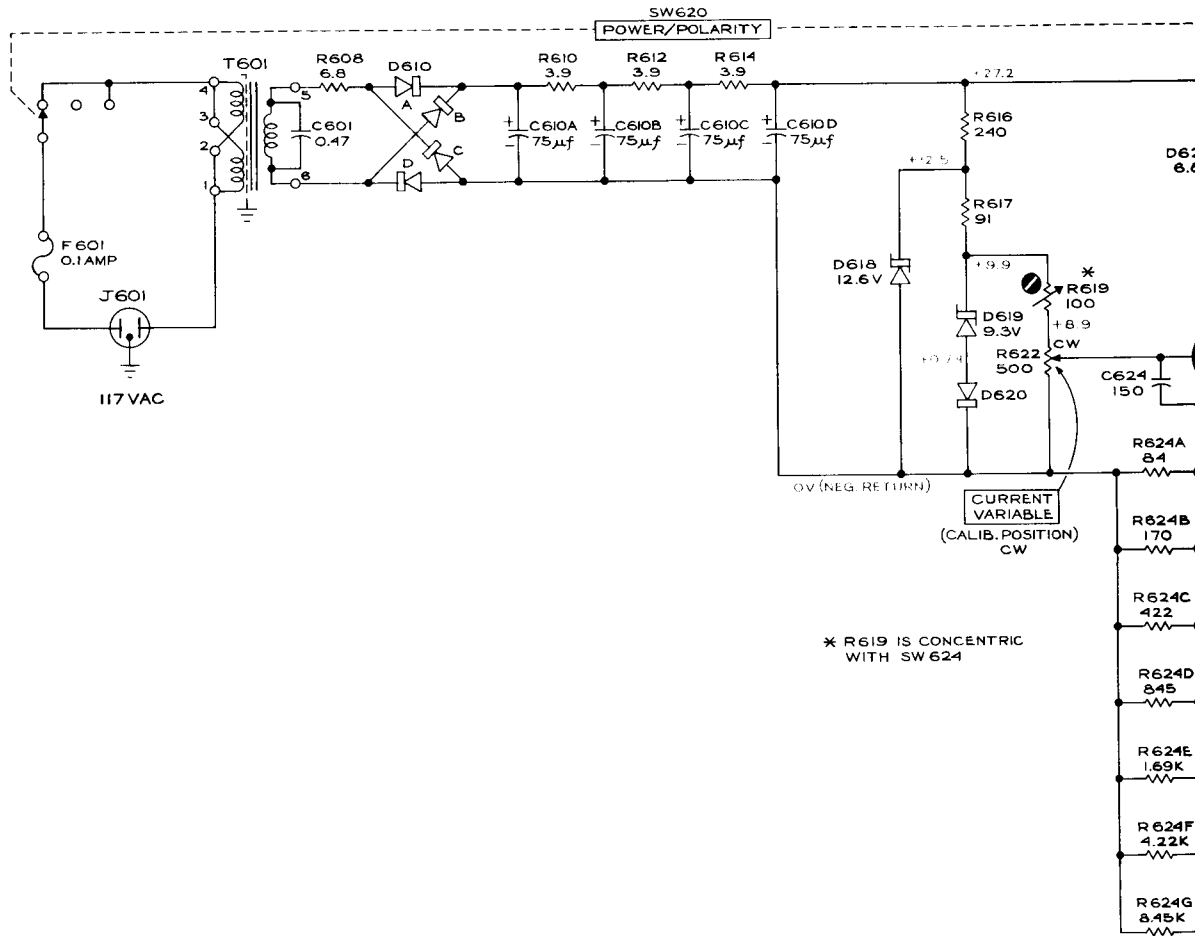 SW620
POWER/POLARITY
T601
R608
6.8
D610
R610
3.9
R612
3.9
R614
3.9
+27.2
4
3
2
1
5
6
C601
0.47
A
B
C
D
+
-
C610A
75µf
+
-
C610B
75µf
+
-
C610C
75µf
+
-
C610D
75µf
R616
240
+12.5
R617
91
+9.9
D618
12.6V
*
R619
100
+8.9
D619
9.3V
CW
R622
500
D620
C624
150
F601
0.1AMP
J601
117 VAC
0V (NEG. RETURN)
CURRENT
VARIABLE
(CALIB. POSITION)
CW
R624A
84
R624B
170
R624C
422
R624D
845
R624E
1.69K
R624F
4.22K
R624G
8.45K
* R619 IS CONCENTRIC
WITH SW624